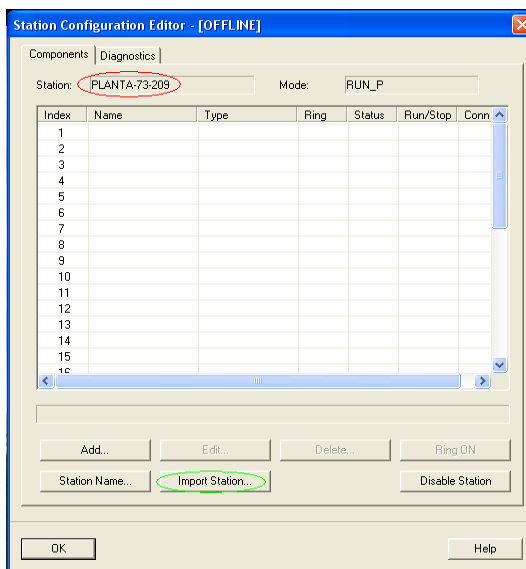 Station Configuration Editor - [OFFLINE]
Components Diagnostics
Station: PLANTA-73-209 Mode: RUN_P
Index Name Type Ring Status Run/Stop Conn
1
2
3
4
5
6
7
8
9
10
11
12
13
14
15
16
Add... Edit... Delete... Ring ON
Station Name... Import Station... Disable Station
OK Help